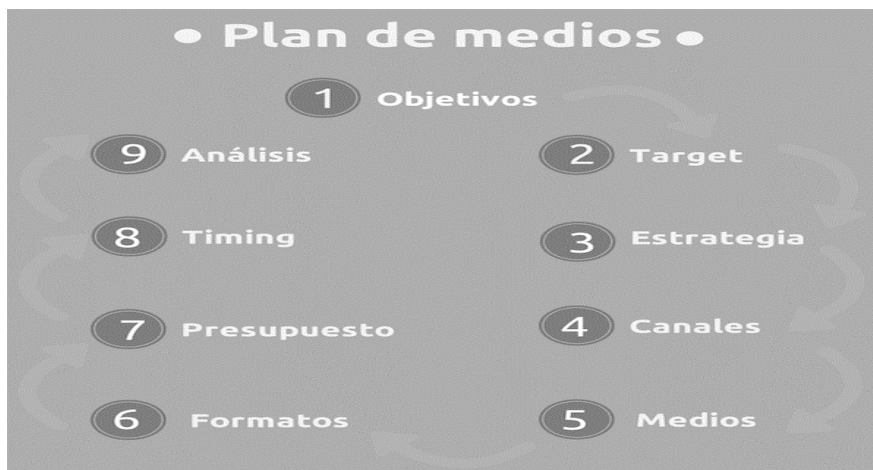 • Plan de medios •
1 Objetivos
2 Target
3 Estrategia
4 Canales
5 Medios
6 Formatos
7 Presupuesto
8 Timing
9 Análisis